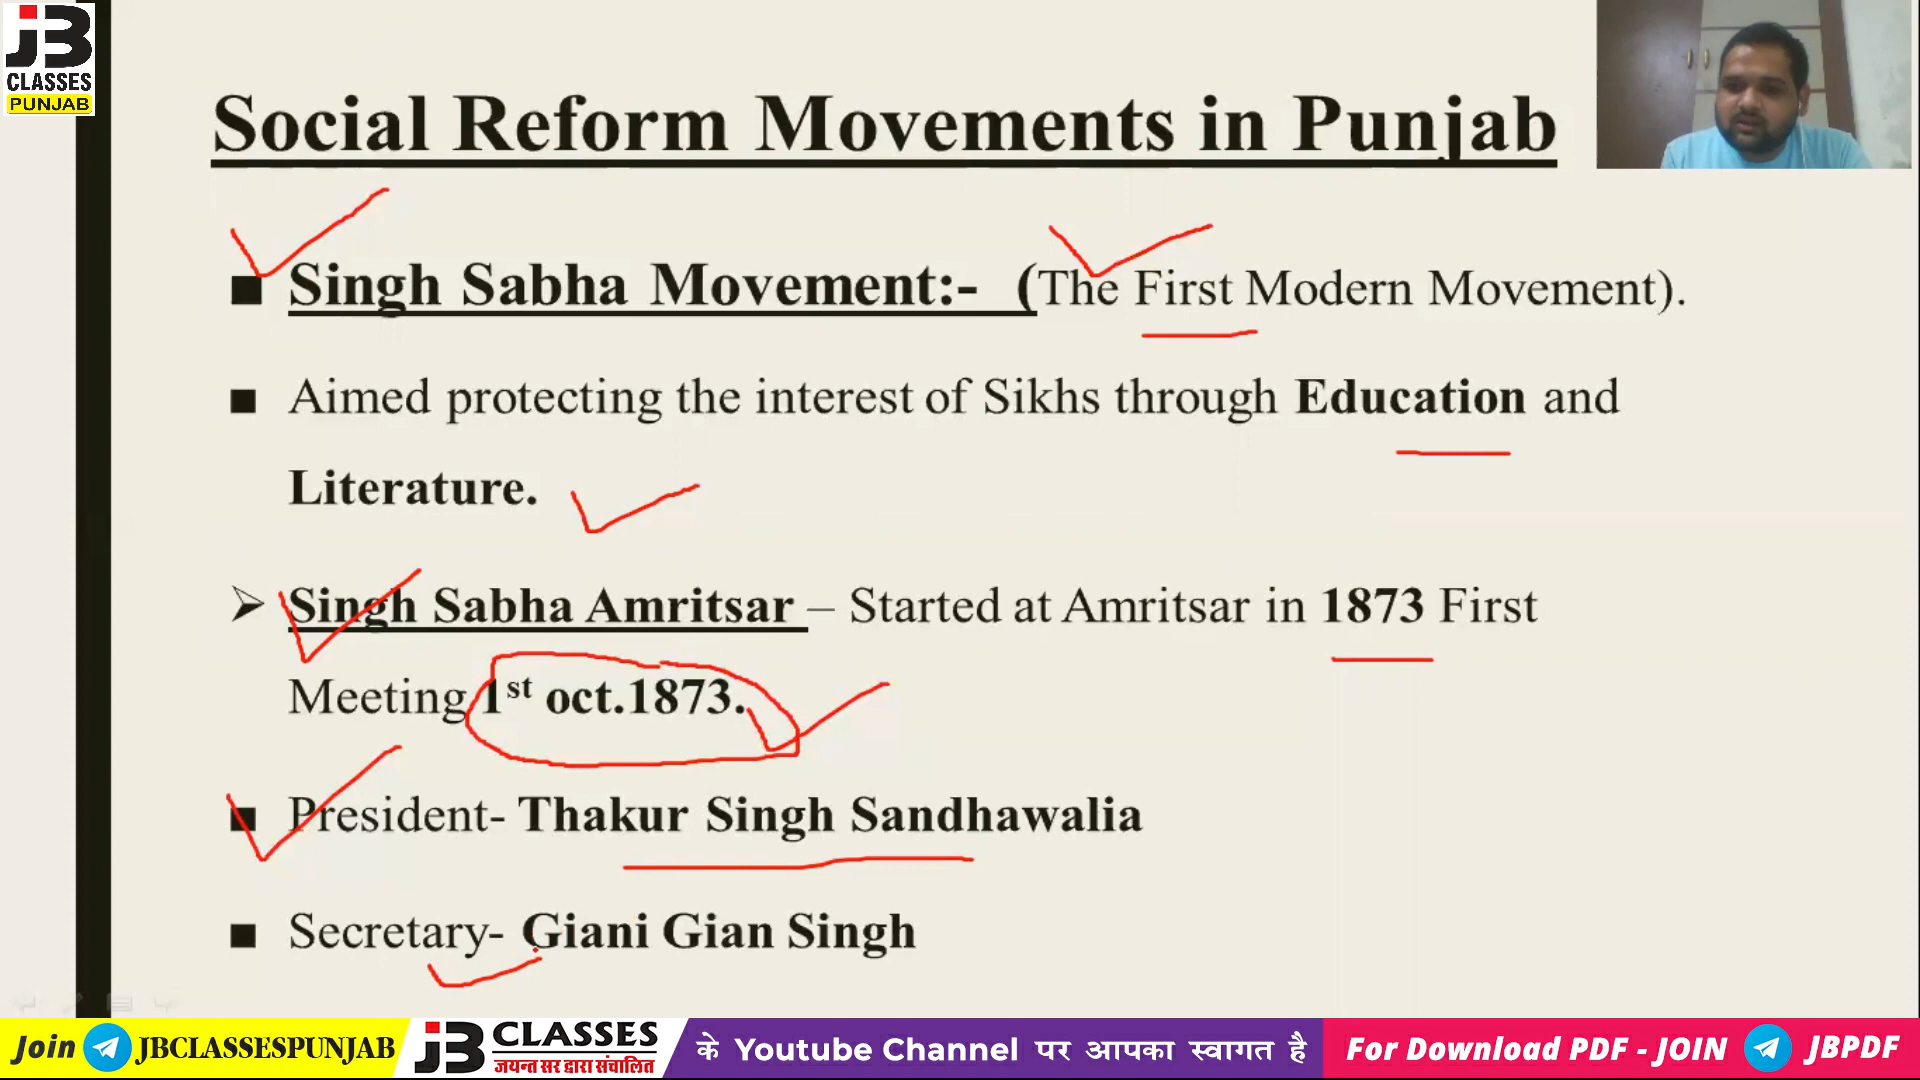 JB
CLASSES
PUNJAB
Social Reform Movements in Punjab
Singh Sabha Movement:- (The First Modern Movement).
Aimed protecting the interest of Sikhs through Education and
Literature.
Singh Sabha Amritsar – Started at Amritsar in 1873 First
Meeting 1st oct.1873.
President- Thakur Singh Sandhawalia
Secretary- Giani Gian Singh
Join JBCLASSESPUNJAB
JB CLASSES
जयन्त सर द्वारा संचालित
के Youtube Channel पर आपका स्वागत है
For Download PDF - JOIN JBPDF